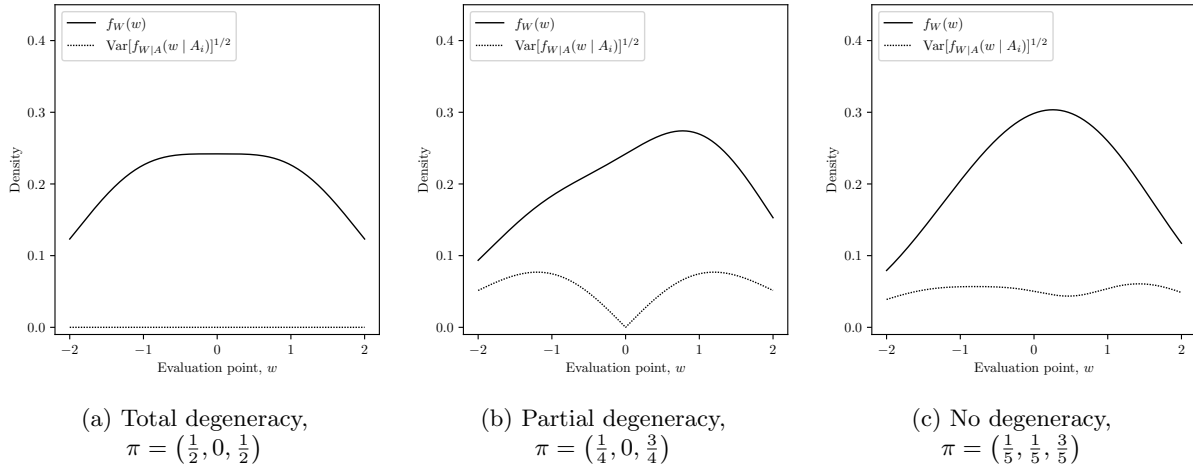 f_W(w)
Var[f_{W|A}(w | A_i)]^{1/2}
0.4
0.3
0.2
0.1
0.0
Density
−2 −1 0 1 2
Evaluation point, w
(a) Total degeneracy,
π = (1/2, 0, 1/2)
f_W(w)
Var[f_{W|A}(w | A_i)]^{1/2}
0.4
0.3
0.2
0.1
0.0
Density
−2 −1 0 1 2
Evaluation point, w
(b) Partial degeneracy,
π = (1/4, 0, 3/4)
f_W(w)
Var[f_{W|A}(w | A_i)]^{1/2}
0.4
0.3
0.2
0.1
0.0
Density
−2 −1 0 1 2
Evaluation point, w
(c) No degeneracy,
π = (1/5, 1/5, 3/5)